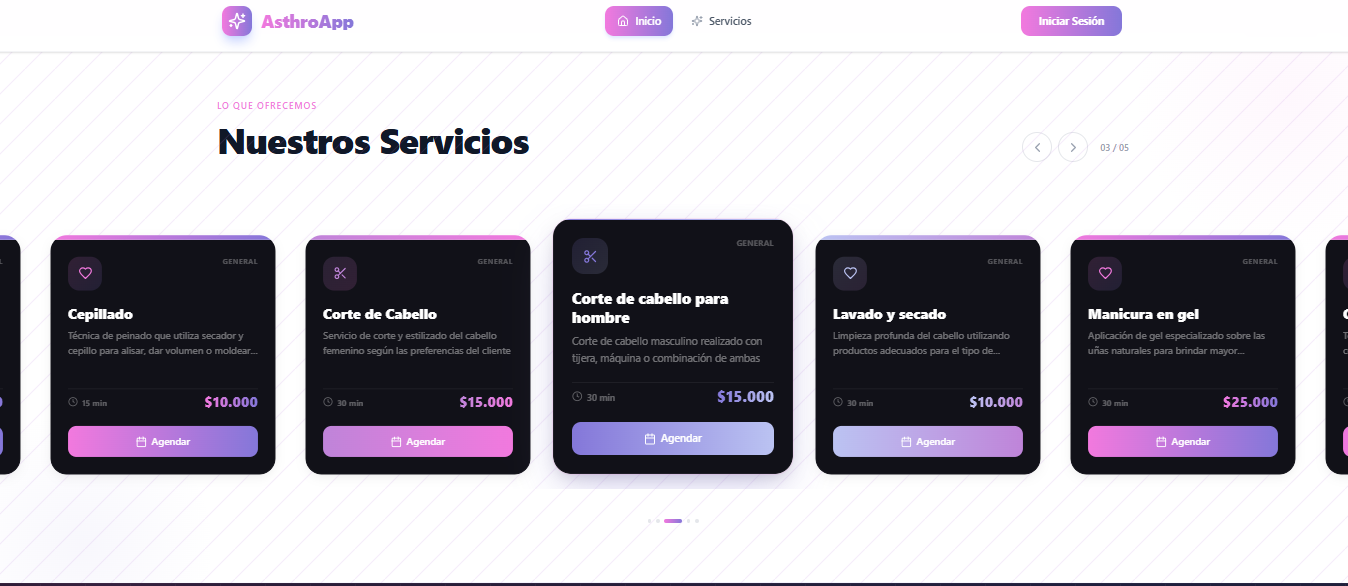 AsthroApp
Inicio
Servicios
Iniciar Sesión
LO QUE OFRECEMOS
Nuestros Servicios
03 / 05
GENERAL
Cepillado
Técnica de peinado que utiliza secador y
cepillo para alisar, dar volumen o moldear...
15 min
$10.000
Agendar
GENERAL
Corte de Cabello
Servicio de corte y estilizado del cabello
femenino según las preferencias del cliente
30 min
$15.000
Agendar
GENERAL
Corte de cabello para
hombre
Corte de cabello masculino realizado con
tijera, máquina o combinación de ambas
30 min
$15.000
Agendar
GENERAL
Lavado y secado
Limpieza profunda del cabello utilizando
productos adecuados para el tipo de...
30 min
$10.000
Agendar
GENERAL
Manicura en gel
Aplicación de gel especializado sobre las
uñas naturales para brindar mayor...
30 min
$25.000
Agendar